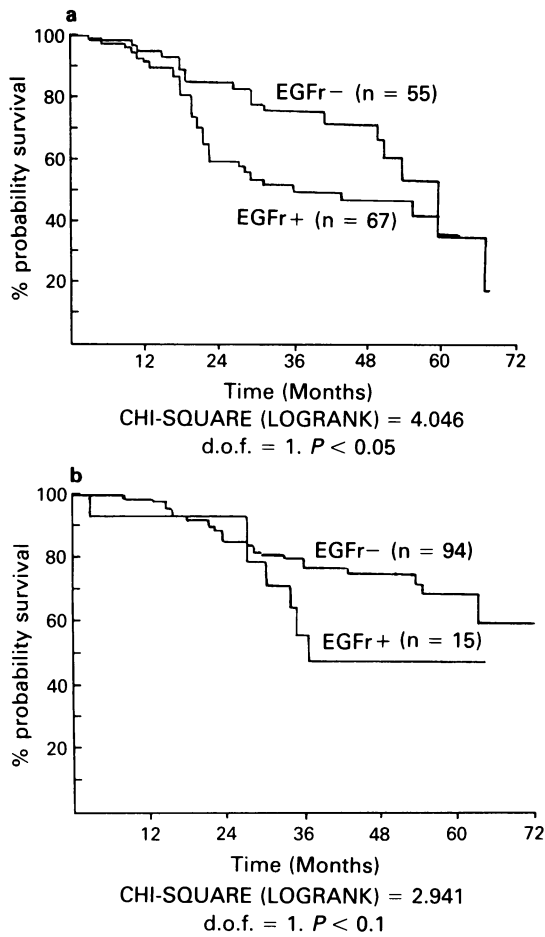 a
100
80
60
40
20
% probability survival
EGFr− (n = 55)
EGFr+ (n = 67)
12 24 36 48 60 72
Time (Months)
CHI-SQUARE (LOGRANK) = 4.046
d.o.f. = 1. P < 0.05
b
100
80
60
40
20
% probability survival
EGFr− (n = 94)
EGFr+ (n = 15)
12 24 36 48 60 72
Time (Months)
CHI-SQUARE (LOGRANK) = 2.941
d.o.f. = 1. P < 0.1